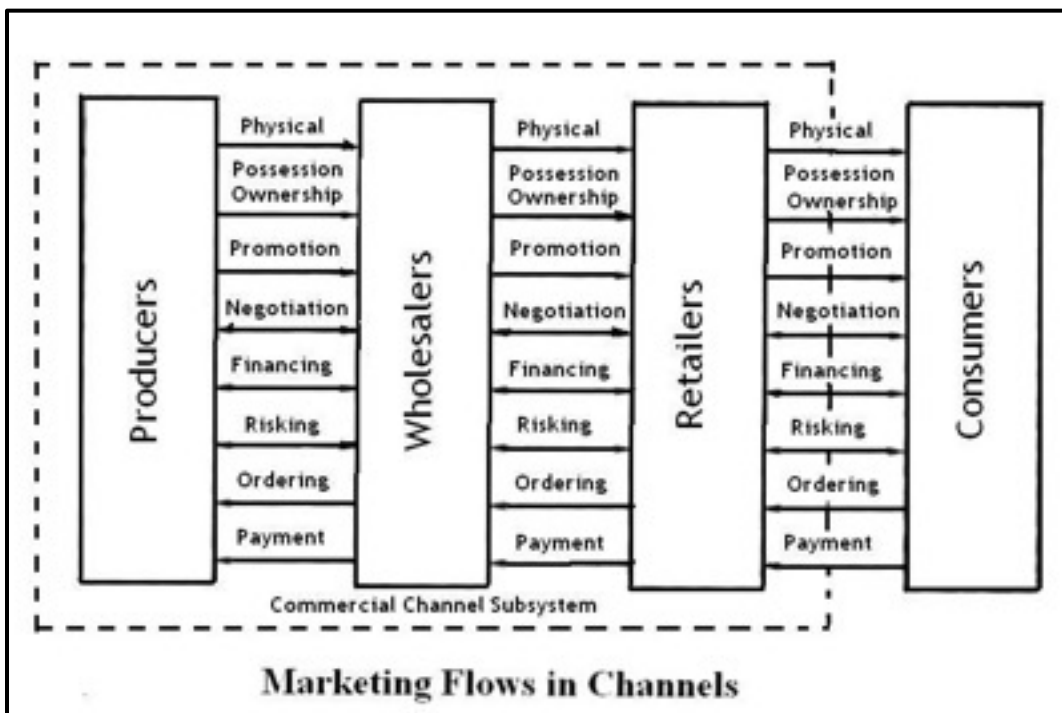 Producers
Physical
Possession
Ownership
Promotion
Negotiation
Financing
Risking
Ordering
Payment
Wholesalers
Physical
Possession
Ownership
Promotion
Negotiation
Financing
Risking
Ordering
Payment
Retailers
Physical
Possession
Ownership
Promotion
Negotiation
Financing
Risking
Ordering
Payment
Consumers
Commercial Channel Subsystem
Marketing Flows in Channels